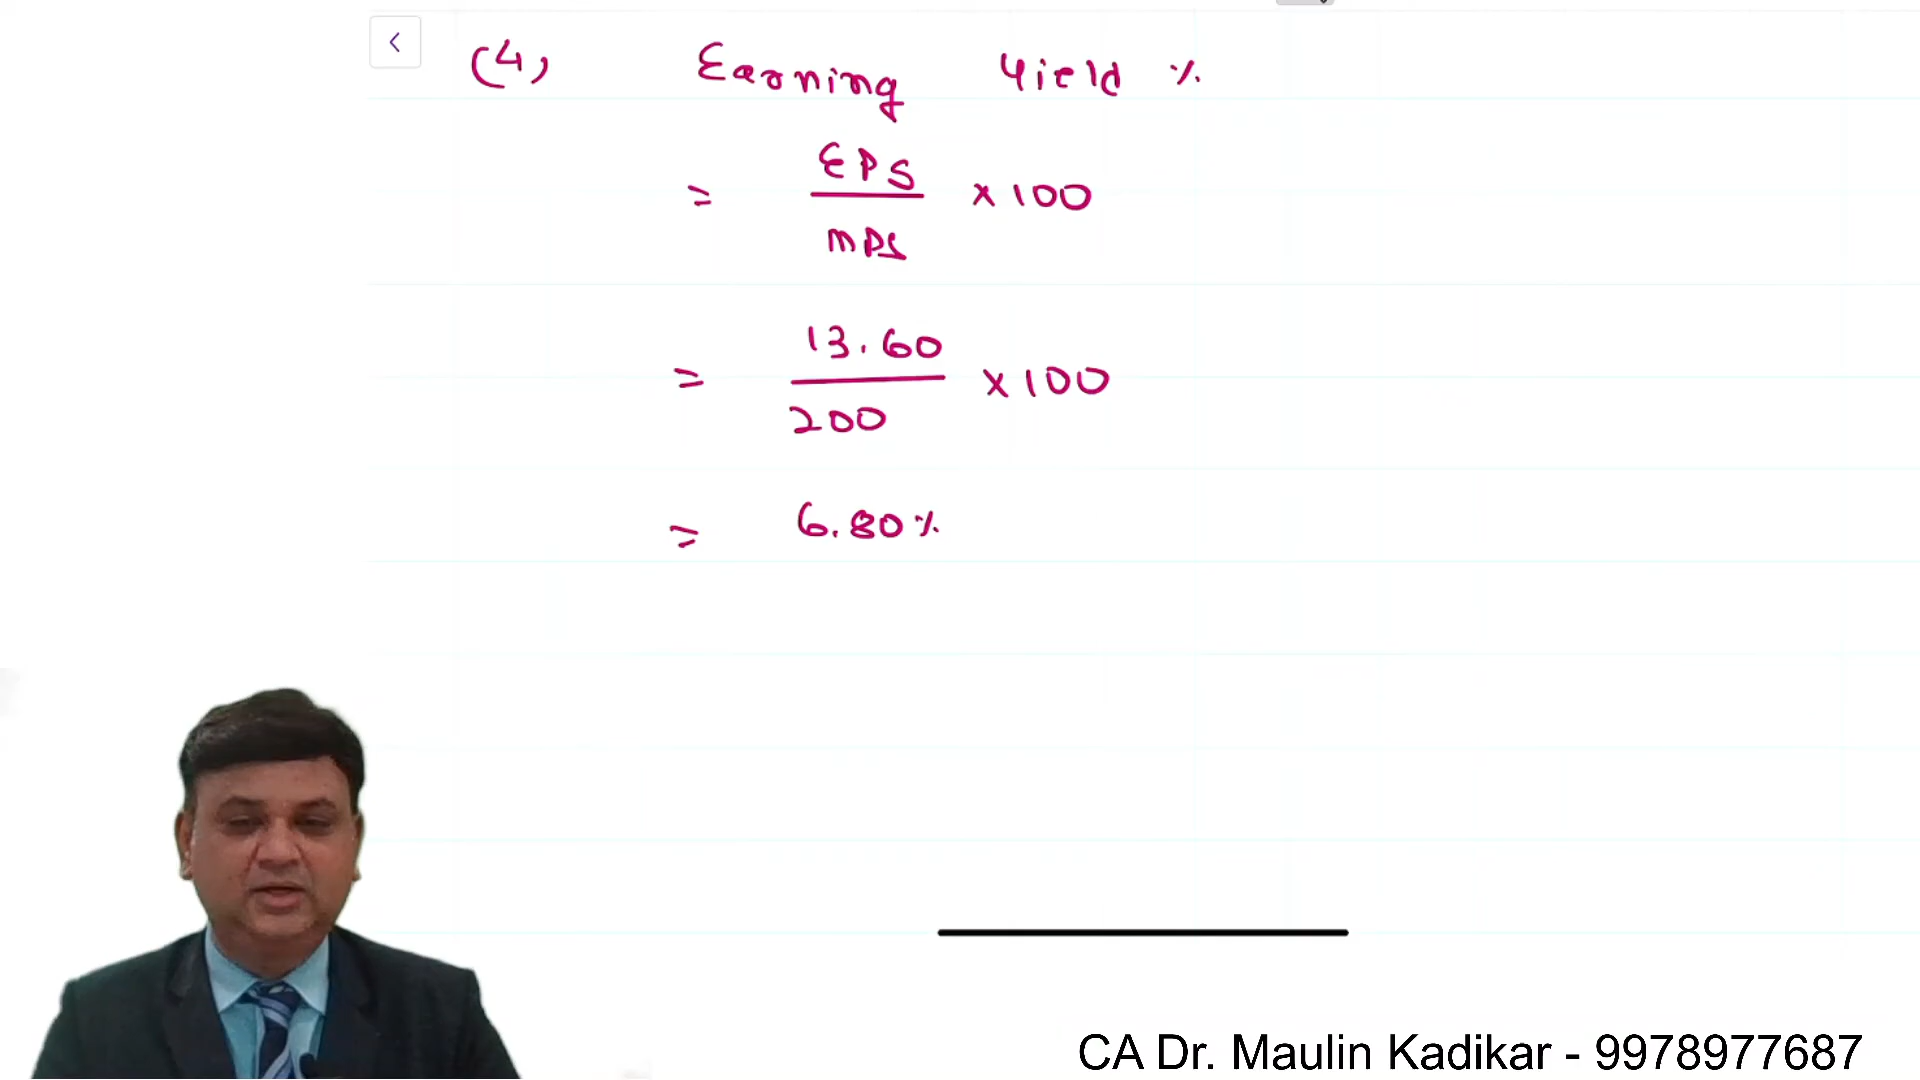 (4) Earning Yield %
= EPS / MPS × 100
= 13.60 / 200 × 100
= 6.80%
CA Dr. Maulin Kadikar - 9978977687